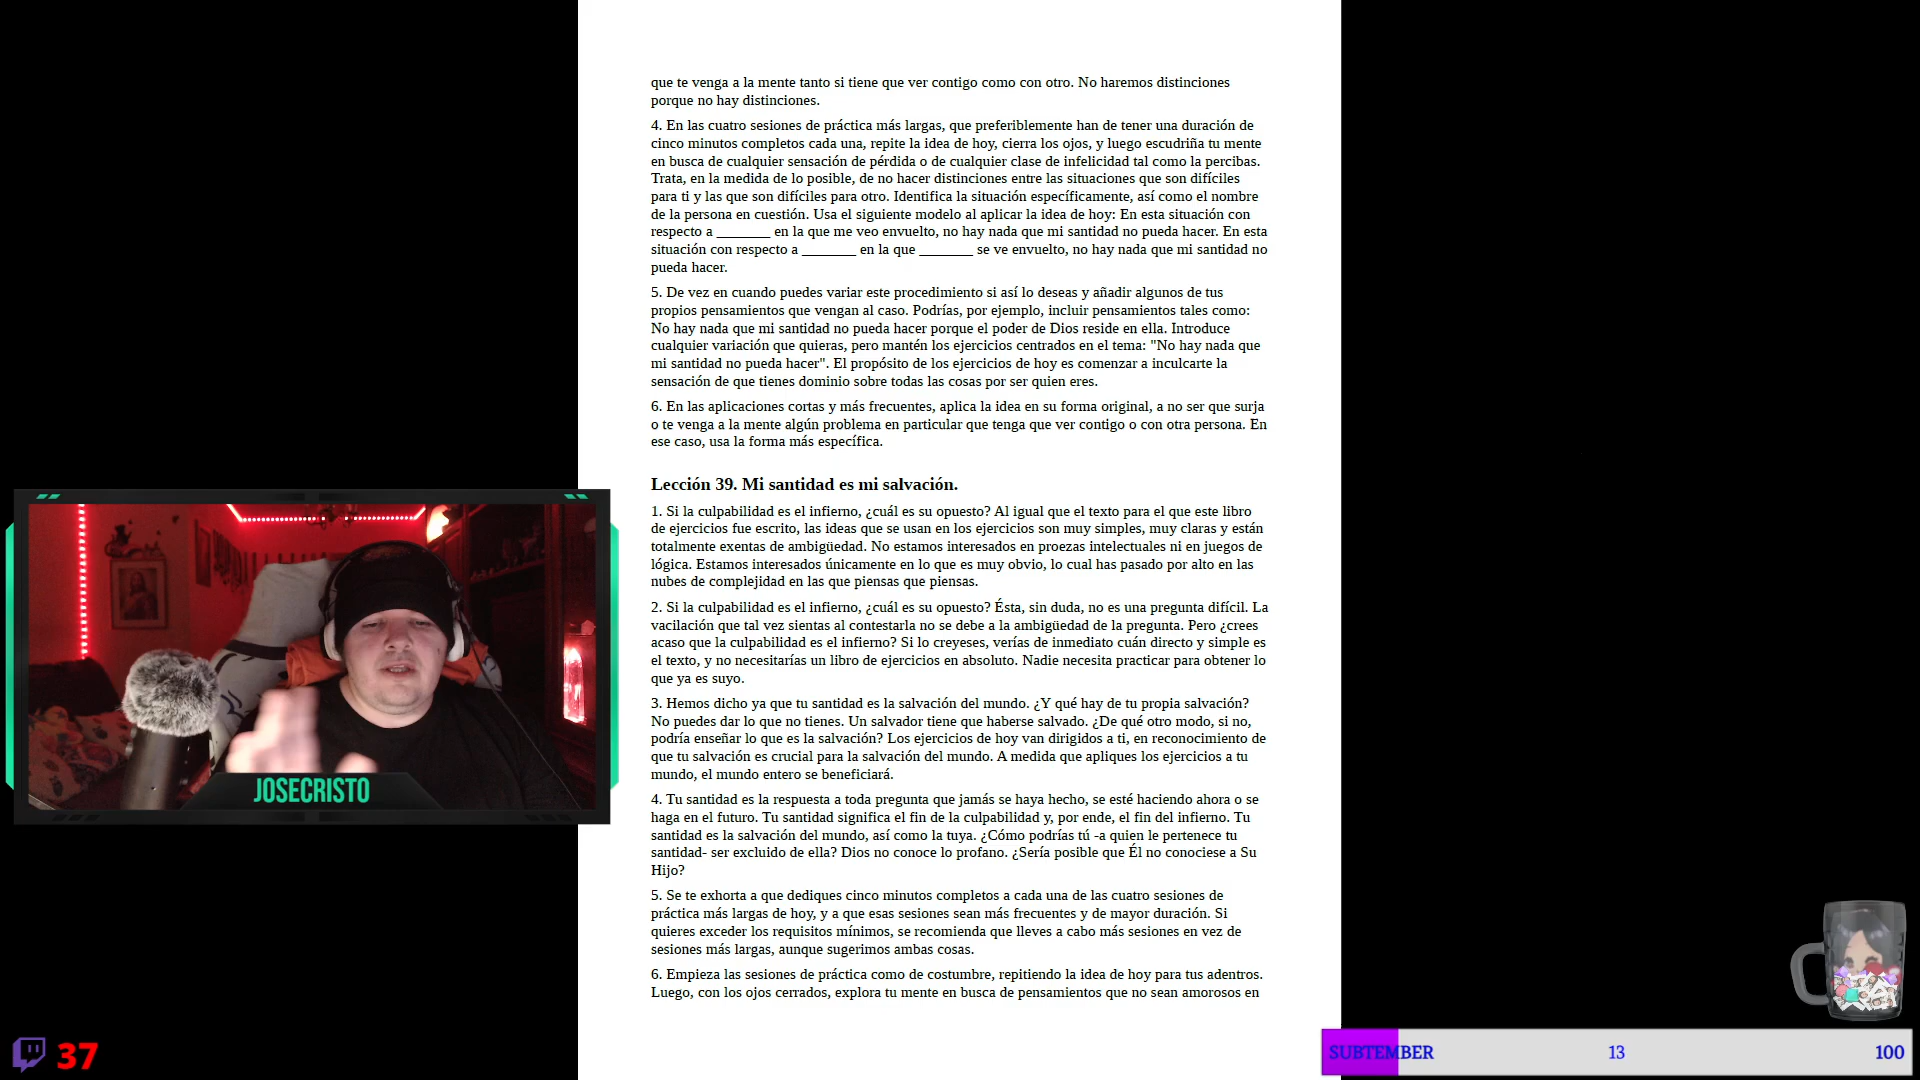 que te venga a la mente tanto si tiene que ver contigo como con otro. No haremos distinciones
porque no hay distinciones.
4. En las cuatro sesiones de práctica más largas, que preferiblemente han de tener una duración de
cinco minutos completos cada una, repite la idea de hoy, cierra los ojos, y luego escudriña tu mente
en busca de cualquier sensación de pérdida o de cualquier clase de infelicidad tal como la percibas.
Trata, en la medida de lo posible, de no hacer distinciones entre las situaciones que son difíciles
para ti y las que son difíciles para otro. Identifica la situación específicamente, así como el nombre
de la persona en cuestión. Usa el siguiente modelo al aplicar la idea de hoy: En esta situación con
respecto a _______ en la que me veo envuelto, no hay nada que mi santidad no pueda hacer. En esta
situación con respecto a _______ en la que _______ se ve envuelto, no hay nada que mi santidad no
pueda hacer.
5. De vez en cuando puedes variar este procedimiento si así lo deseas y añadir algunos de tus
propios pensamientos que vengan al caso. Podrías, por ejemplo, incluir pensamientos tales como:
No hay nada que mi santidad no pueda hacer porque el poder de Dios reside en ella. Introduce
cualquier variación que quieras, pero mantén los ejercicios centrados en el tema: "No hay nada que
mi santidad no pueda hacer". El propósito de los ejercicios de hoy es comenzar a inculcarte la
sensación de que tienes dominio sobre todas las cosas por ser quien eres.
6. En las aplicaciones cortas y más frecuentes, aplica la idea en su forma original, a no ser que surja
o te venga a la mente algún problema en particular que tenga que ver contigo o con otra persona. En
ese caso, usa la forma más específica.
Lección 39. Mi santidad es mi salvación.
1. Si la culpabilidad es el infierno, ¿cuál es su opuesto? Al igual que el texto para el que este libro
de ejercicios fue escrito, las ideas que se usan en los ejercicios son muy simples, muy claras y están
totalmente exentas de ambigüedad. No estamos interesados en proezas intelectuales ni en juegos de
lógica. Estamos interesados únicamente en lo que es muy obvio, lo cual has pasado por alto en las
nubes de complejidad en las que piensas que piensas.
2. Si la culpabilidad es el infierno, ¿cuál es su opuesto? Ésta, sin duda, no es una pregunta difícil. La
vacilación que tal vez sientas al contestarla no se debe a la ambigüedad de la pregunta. Pero ¿crees
acaso que la culpabilidad es el infierno? Si lo creyeses, verías de inmediato cuán directo y simple es
el texto, y no necesitarías un libro de ejercicios en absoluto. Nadie necesita practicar para obtener lo
que ya es suyo.
3. Hemos dicho ya que tu santidad es la salvación del mundo. ¿Y qué hay de tu propia salvación?
No puedes dar lo que no tienes. Un salvador tiene que haberse salvado. ¿De qué otro modo, si no,
podría enseñar lo que es la salvación? Los ejercicios de hoy van dirigidos a ti, en reconocimiento de
que tu salvación es crucial para la salvación del mundo. A medida que apliques los ejercicios a tu
mundo, el mundo entero se beneficiará.
4. Tu santidad es la respuesta a toda pregunta que jamás se haya hecho, se esté haciendo ahora o se
haga en el futuro. Tu santidad significa el fin de la culpabilidad y, por ende, el fin del infierno. Tu
santidad es la salvación del mundo, así como la tuya. ¿Cómo podrías tú -a quien le pertenece tu
santidad- ser excluido de ella? Dios no conoce lo profano. ¿Sería posible que Él no conociese a Su
Hijo?
5. Se te exhorta a que dediques cinco minutos completos a cada una de las cuatro sesiones de
práctica más largas de hoy, y a que esas sesiones sean más frecuentes y de mayor duración. Si
quieres exceder los requisitos mínimos, se recomienda que lleves a cabo más sesiones en vez de
sesiones más largas, aunque sugerimos ambas cosas.
6. Empieza las sesiones de práctica como de costumbre, repitiendo la idea de hoy para tus adentros.
Luego, con los ojos cerrados, explora tu mente en busca de pensamientos que no sean amorosos en
JOSECRISTO
37
SUBTEMBER 13 100